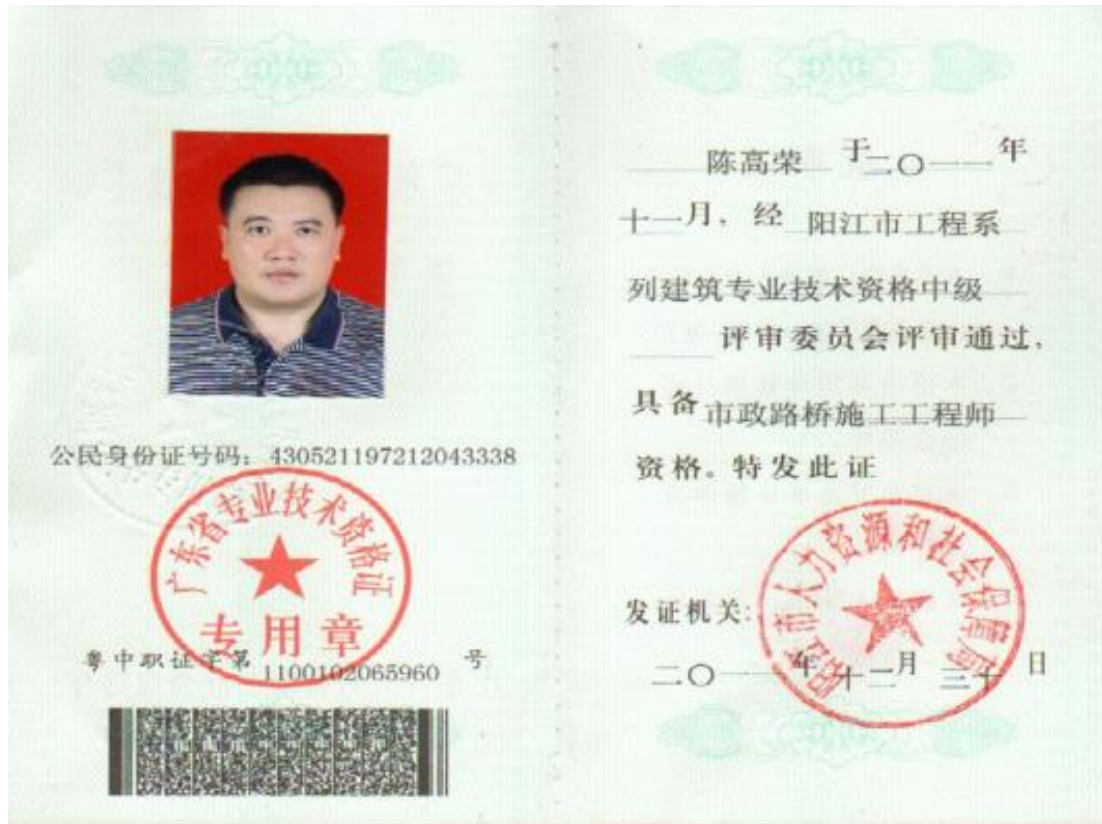 公民身份证号码: 430521197212043338
广东省专业技术资格证
专用章
粤中职证字第 1100102065960 号
陈高荣 于二〇一一年
十一月, 经 阳江市工程系
列建筑专业技术资格中级
评审委员会评审通过,
具备 市政路桥施工工程师
资格。特发此证
阳江市人力资源和社会保障局
发证机关:
二〇一一年十二月三十日